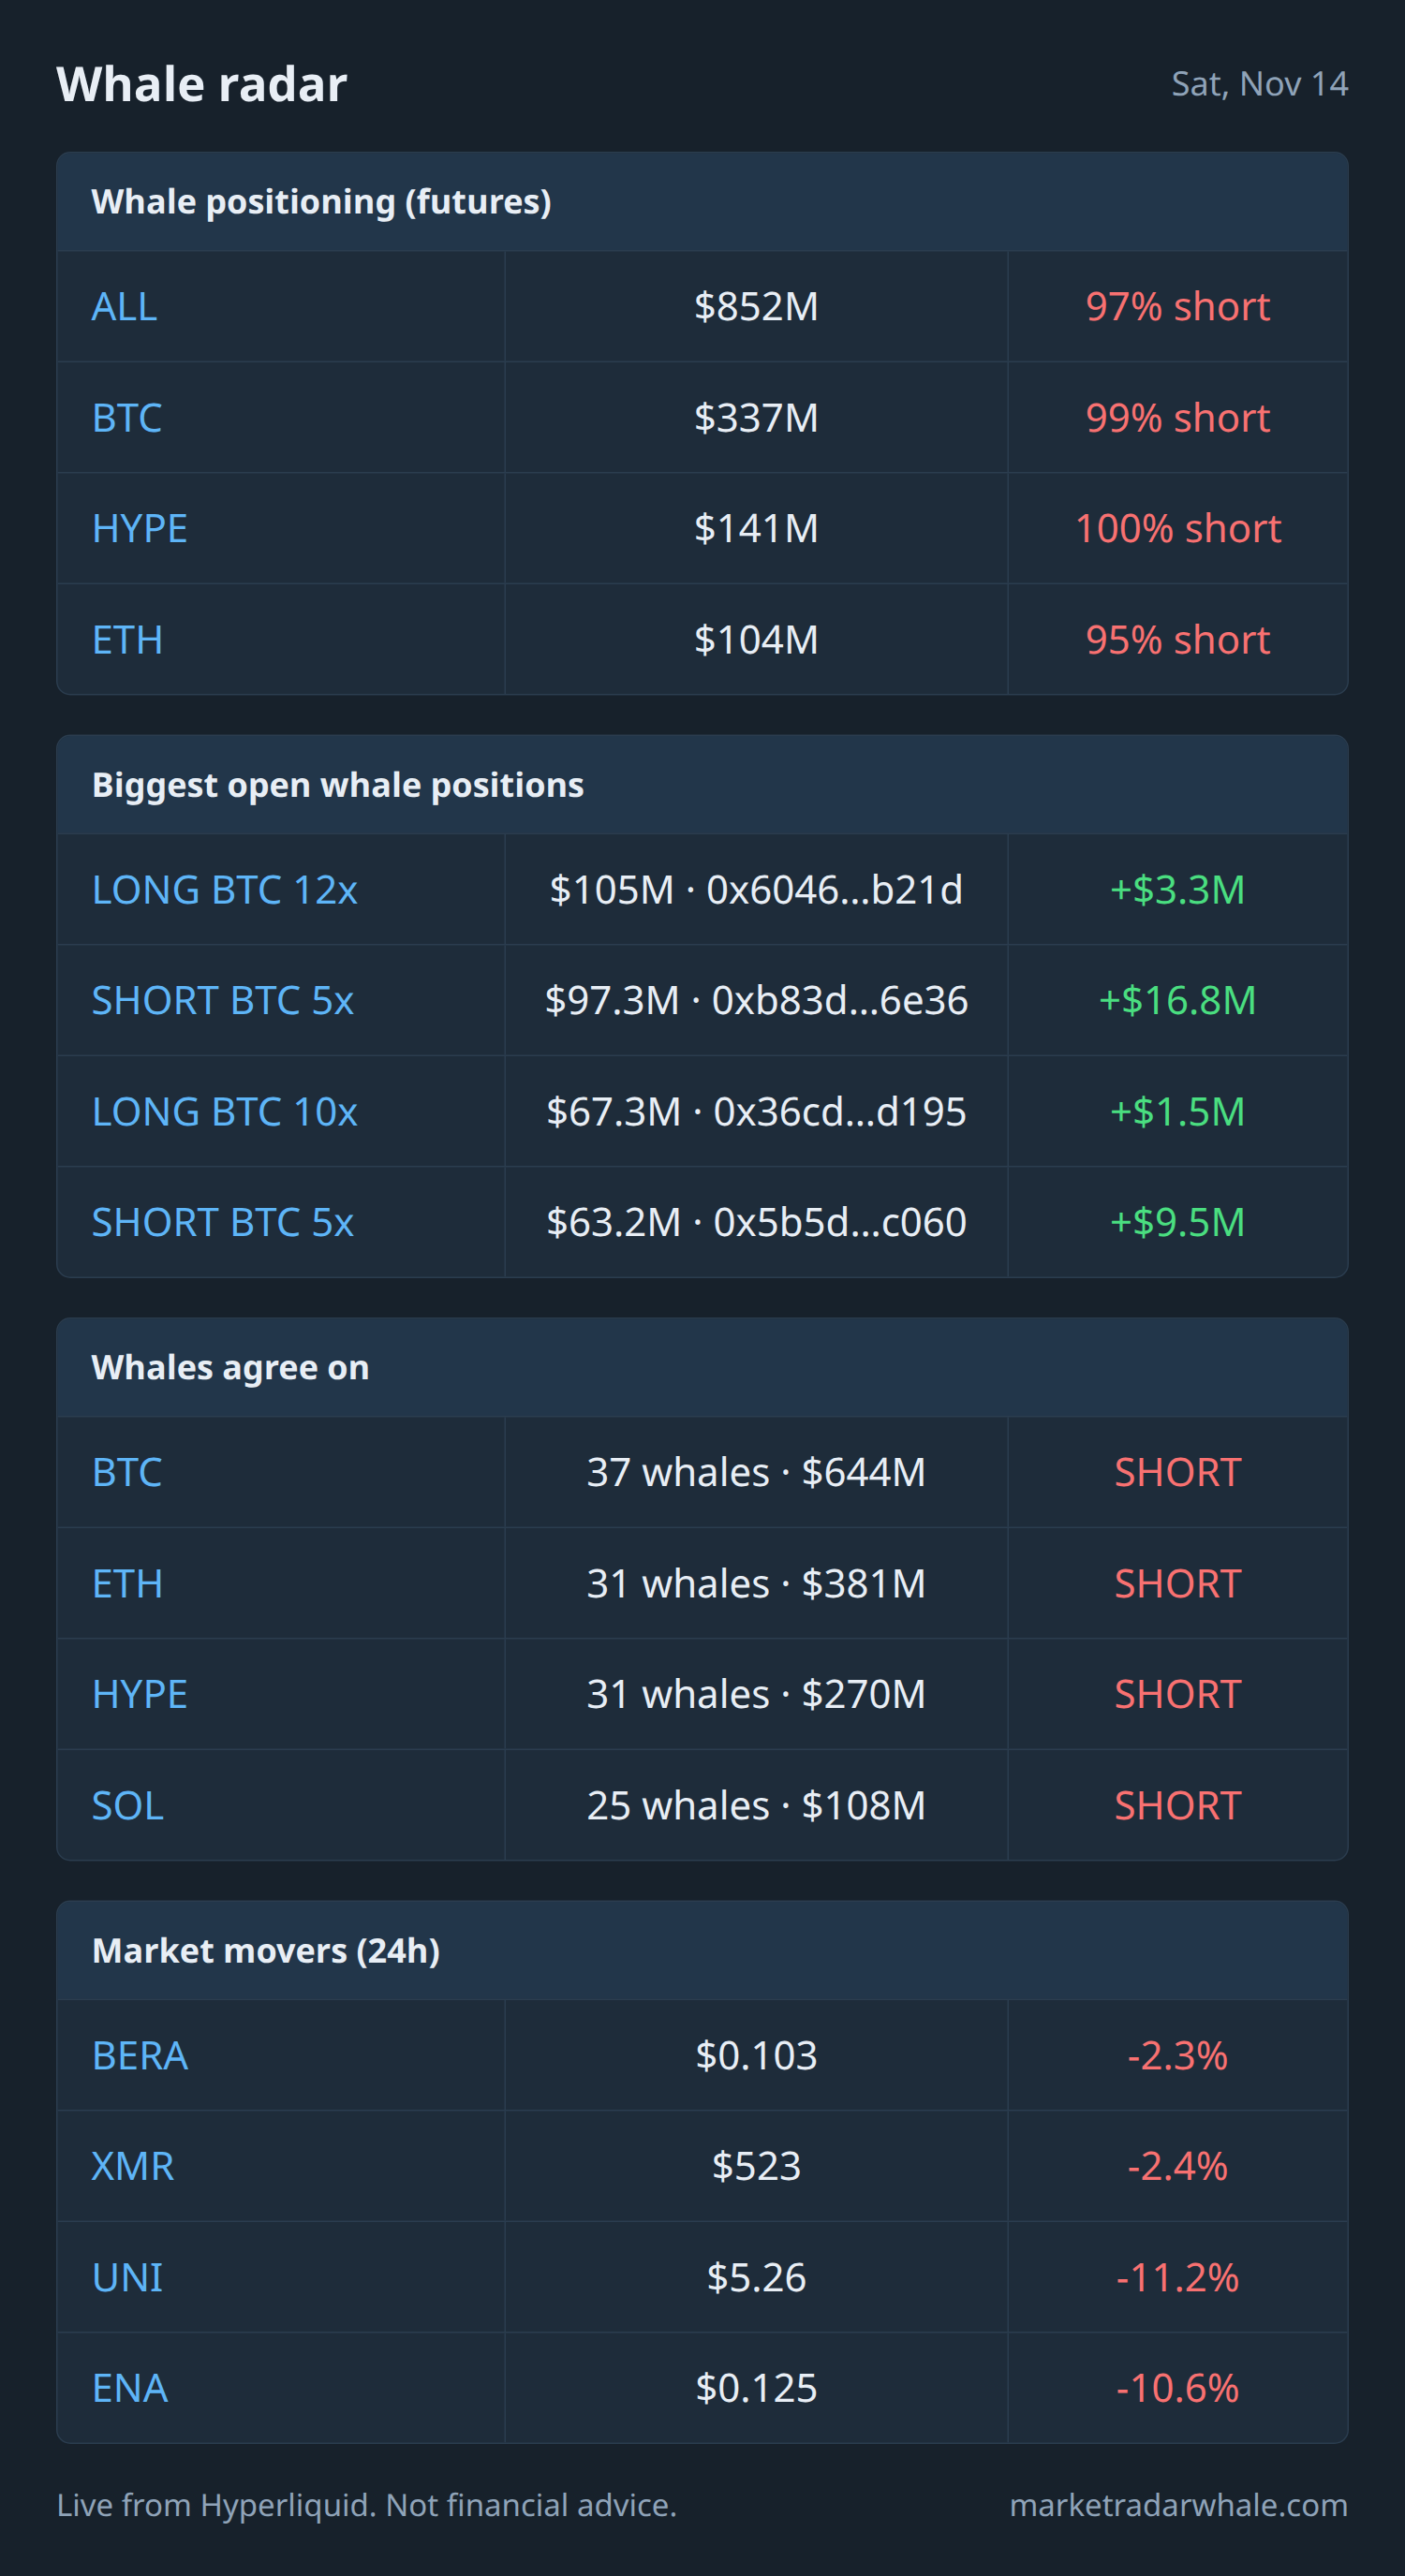 Whale radar Sat, Nov 14
Whale positioning (futures)
ALL $852M 97% short
BTC $337M 99% short
HYPE $141M 100% short
ETH $104M 95% short
Biggest open whale positions
LONG BTC 12x $105M · 0x6046…b21d +$3.3M
SHORT BTC 5x $97.3M · 0xb83d…6e36 +$16.8M
LONG BTC 10x $67.3M · 0x36cd…d195 +$1.5M
SHORT BTC 5x $63.2M · 0x5b5d…c060 +$9.5M
Whales agree on
BTC 37 whales · $644M SHORT
ETH 31 whales · $381M SHORT
HYPE 31 whales · $270M SHORT
SOL 25 whales · $108M SHORT
Market movers (24h)
BERA $0.103 -2.3%
XMR $523 -2.4%
UNI $5.26 -11.2%
ENA $0.125 -10.6%
Live from Hyperliquid. Not financial advice. marketradarwhale.com